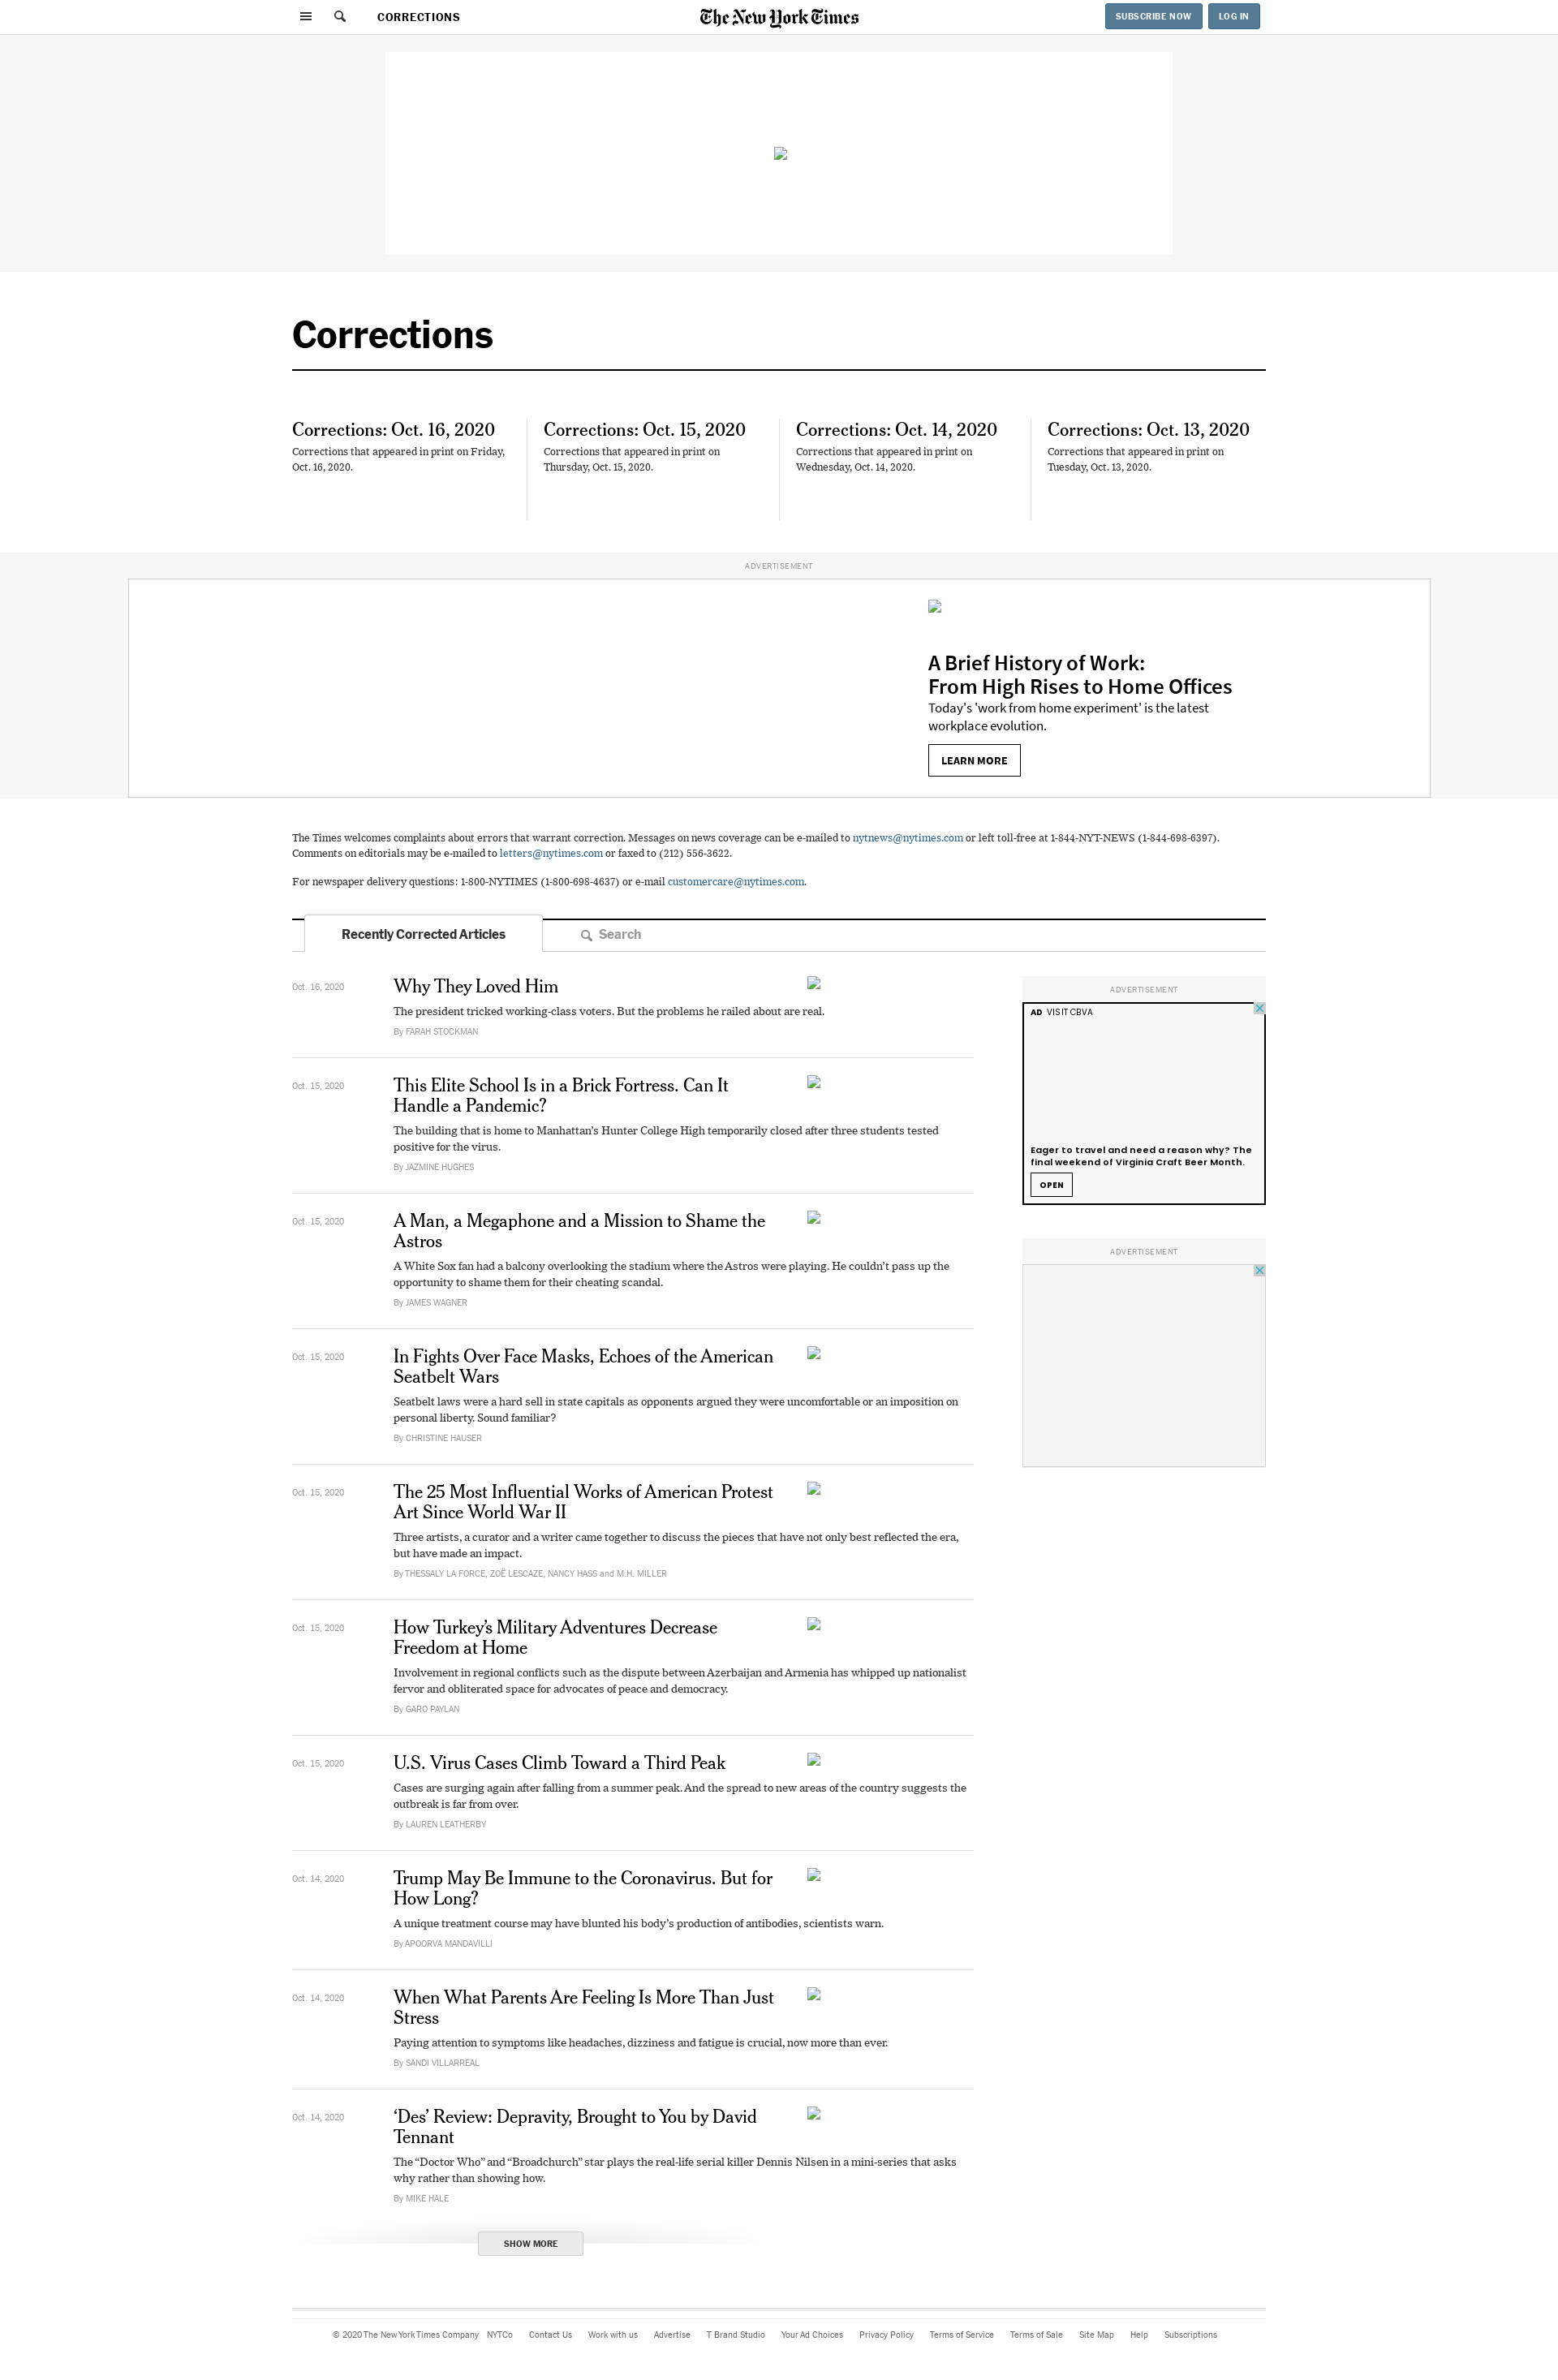 CORRECTIONS
The New York Times
SUBSCRIBE NOW
LOG IN
Corrections
Corrections: Oct. 16, 2020
Corrections that appeared in print on Friday,
Oct. 16, 2020.
Corrections: Oct. 15, 2020
Corrections that appeared in print on
Thursday, Oct. 15, 2020.
Corrections: Oct. 14, 2020
Corrections that appeared in print on
Wednesday, Oct. 14, 2020.
Corrections: Oct. 13, 2020
Corrections that appeared in print on
Tuesday, Oct. 13, 2020.
ADVERTISEMENT
A Brief History of Work:
From High Rises to Home Offices
Today's 'work from home experiment' is the latest
workplace evolution.
LEARN MORE
The Times welcomes complaints about errors that warrant correction. Messages on news coverage can be e-mailed to nytnews@nytimes.com or left toll-free at 1-844-NYT-NEWS (1-844-698-6397).
Comments on editorials may be e-mailed to letters@nytimes.com or faxed to (212) 556-3622.
For newspaper delivery questions: 1-800-NYTIMES (1-800-698-4637) or e-mail customercare@nytimes.com.
Recently Corrected Articles
Search
Oct. 16, 2020
Why They Loved Him
The president tricked working-class voters. But the problems he railed about are real.
By FARAH STOCKMAN
Oct. 15, 2020
This Elite School Is in a Brick Fortress. Can It
Handle a Pandemic?
The building that is home to Manhattan's Hunter College High temporarily closed after three students tested
positive for the virus.
By JAZMINE HUGHES
Oct. 15, 2020
A Man, a Megaphone and a Mission to Shame the
Astros
A White Sox fan had a balcony overlooking the stadium where the Astros were playing. He couldn't pass up the
opportunity to shame them for their cheating scandal.
By JAMES WAGNER
Oct. 15, 2020
In Fights Over Face Masks, Echoes of the American
Seatbelt Wars
Seatbelt laws were a hard sell in state capitals as opponents argued they were uncomfortable or an imposition on
personal liberty. Sound familiar?
By CHRISTINE HAUSER
Oct. 15, 2020
The 25 Most Influential Works of American Protest
Art Since World War II
Three artists, a curator and a writer came together to discuss the pieces that have not only best reflected the era,
but have made an impact.
By THESSALY LA FORCE, ZOË LESCAZE, NANCY HASS and M.H. MILLER
Oct. 15, 2020
How Turkey's Military Adventures Decrease
Freedom at Home
Involvement in regional conflicts such as the dispute between Azerbaijan and Armenia has whipped up nationalist
fervor and obliterated space for advocates of peace and democracy.
By GARO PAYLAN
Oct. 15, 2020
U.S. Virus Cases Climb Toward a Third Peak
Cases are surging again after falling from a summer peak. And the spread to new areas of the country suggests the
outbreak is far from over.
By LAUREN LEATHERBY
Oct. 14, 2020
Trump May Be Immune to the Coronavirus. But for
How Long?
A unique treatment course may have blunted his body's production of antibodies, scientists warn.
By APOORVA MANDAVILLI
Oct. 14, 2020
When What Parents Are Feeling Is More Than Just
Stress
Paying attention to symptoms like headaches, dizziness and fatigue is crucial, now more than ever.
By SANDI VILLARREAL
Oct. 14, 2020
‘Des’ Review: Depravity, Brought to You by David
Tennant
The “Doctor Who” and “Broadchurch” star plays the real-life serial killer Dennis Nilsen in a mini-series that asks
why rather than showing how.
By MIKE HALE
SHOW MORE
ADVERTISEMENT
AD VISIT CBVA
Eager to travel and need a reason why? The
final weekend of Virginia Craft Beer Month.
OPEN
ADVERTISEMENT
© 2020 The New York Times Company NYTCo Contact Us Work with us Advertise T Brand Studio Your Ad Choices Privacy Policy Terms of Service Terms of Sale Site Map Help Subscriptions